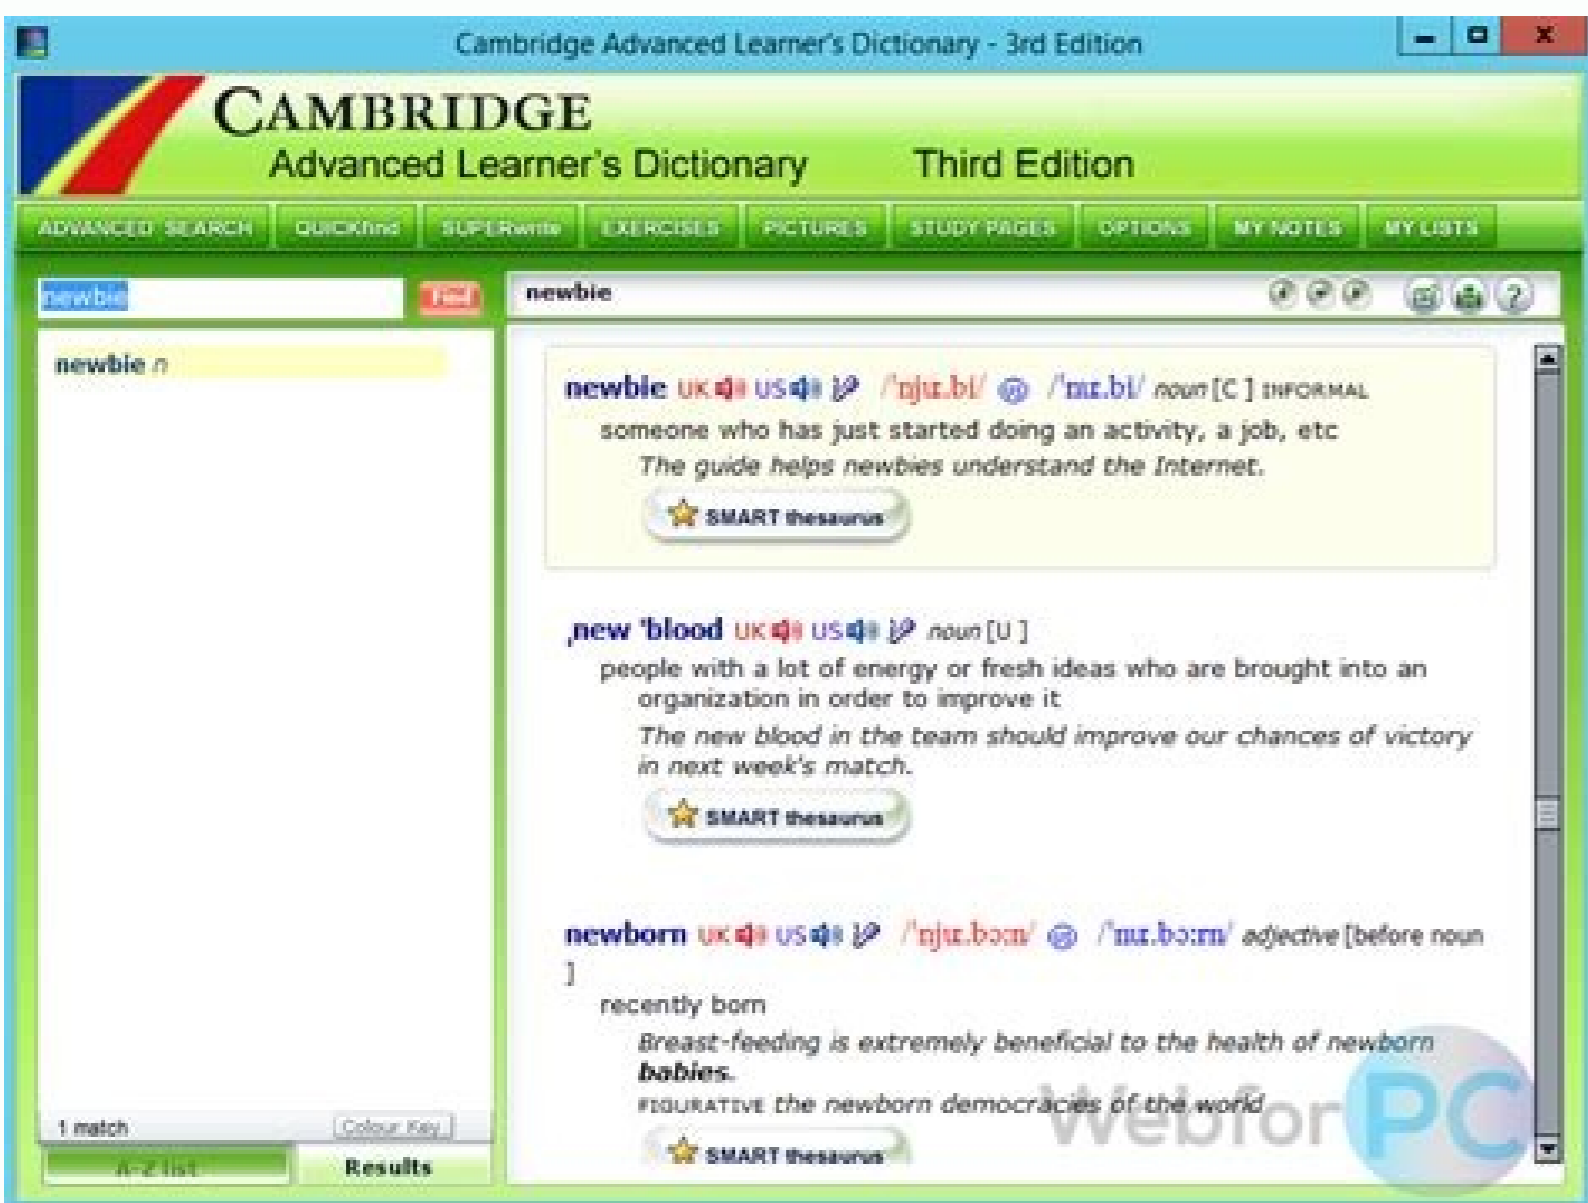 Cambridge Advanced Learner's Dictionary - 3rd Edition
CAMBRIDGE
Advanced Learner's Dictionary Third Edition
ADVANCED SEARCH QUICKfind SUPERwrite EXERCISES PICTURES STUDY PAGES OPTIONS MY NOTES MY LISTS
newbie Find newbie ?
newbie n
newbie UK US /ˈnjuː.bi/ US /ˈnuː.bi/ noun [C ] INFORMAL
someone who has just started doing an activity, a job, etc
The guide helps newbies understand the Internet.
SMART thesaurus
ˌnew ˈblood UK US noun [U ]
people with a lot of energy or fresh ideas who are brought into an
organization in order to improve it
The new blood in the team should improve our chances of victory
in next week's match.
SMART thesaurus
newborn UK US /ˈnjuː.bɔːn/ US /ˈnuː.bɔːrn/ adjective [before noun
]
recently born
Breast-feeding is extremely beneficial to the health of newborn
babies.
FIGURATIVE the newborn democracies of the world
SMART thesaurus
1 match Colour Key
A-Z list Results
Webfor PC